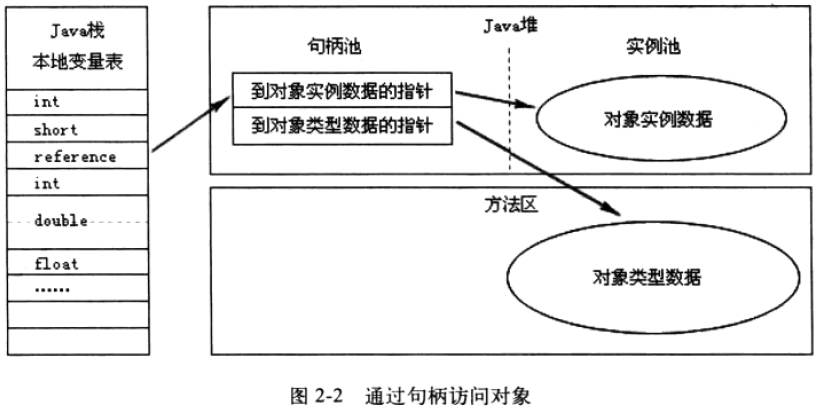 Java栈
本地变量表
int
short
reference
int
double
float
……
Java堆
句柄池
实例池
到对象实例数据的指针
到对象类型数据的指针
对象实例数据
方法区
对象类型数据
图 2-2 通过句柄访问对象